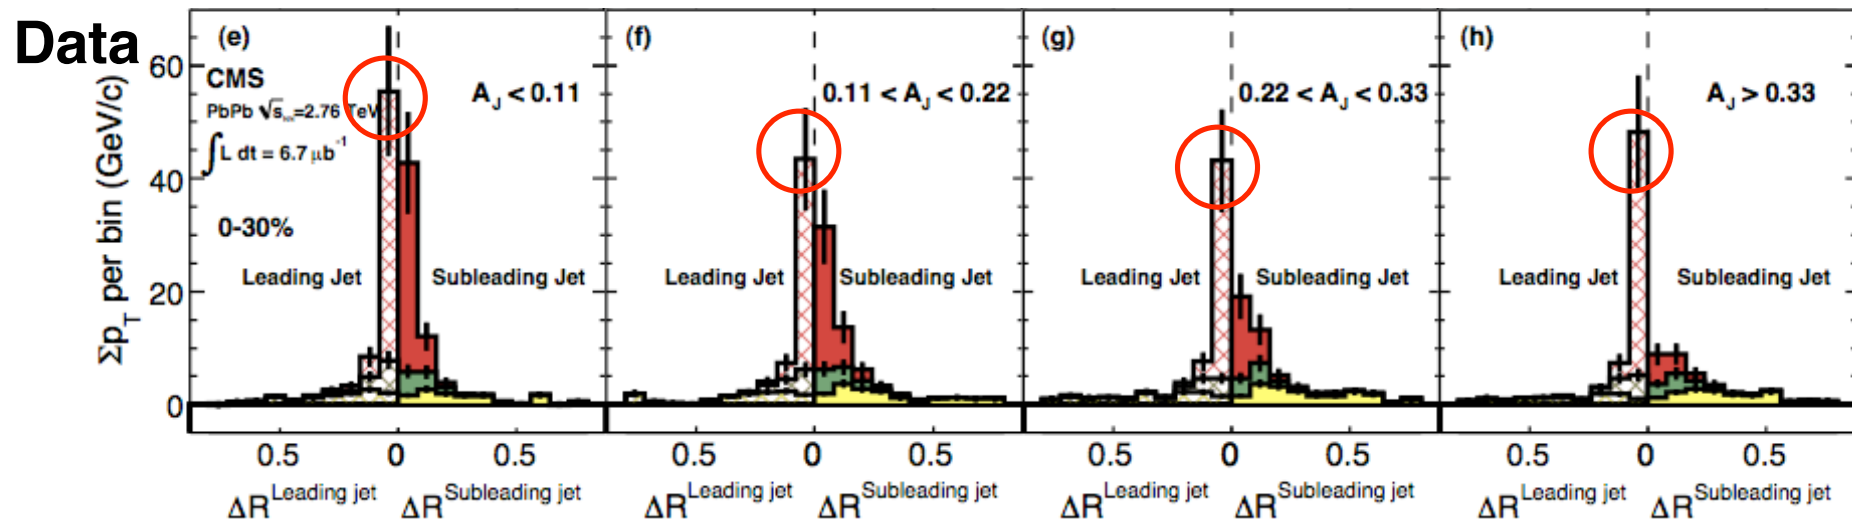 Data
(e)
CMS
PbPb √s =2.76 TeV
∫L dt = 6.7 μb⁻¹
0-30%
A_J < 0.11
Leading Jet
Subleading Jet
(f)
0.11 < A_J < 0.22
Leading Jet
Subleading Jet
(g)
0.22 < A_J < 0.33
Leading Jet
Subleading Jet
(h)
A_J > 0.33
Leading Jet
Subleading Jet
Σp_T per bin (GeV/c)
60
40
20
0
0.5 0 0.5
0.5 0 0.5
0.5 0 0.5
0.5 0 0.5
ΔR^Leading jet ΔR^Subleading jet
ΔR^Leading jet ΔR^Subleading jet
ΔR^Leading jet ΔR^Subleading jet
ΔR^Leading jet ΔR^Subleading jet